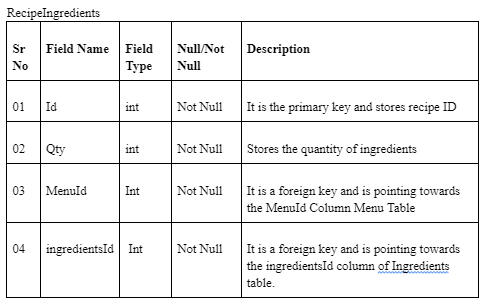 RecipeIngredients
Sr No Field Name Field Type Null/Not Null Description
01 Id int Not Null It is the primary key and stores recipe ID
02 Qty int Not Null Stores the quantity of ingredients
03 MenuId Int Not Null It is a foreign key and is pointing towards
the MenuId Column Menu Table
04 ingredientsId Int Not Null It is a foreign key and is pointing towards
the ingredientsId column of Ingredients
table.